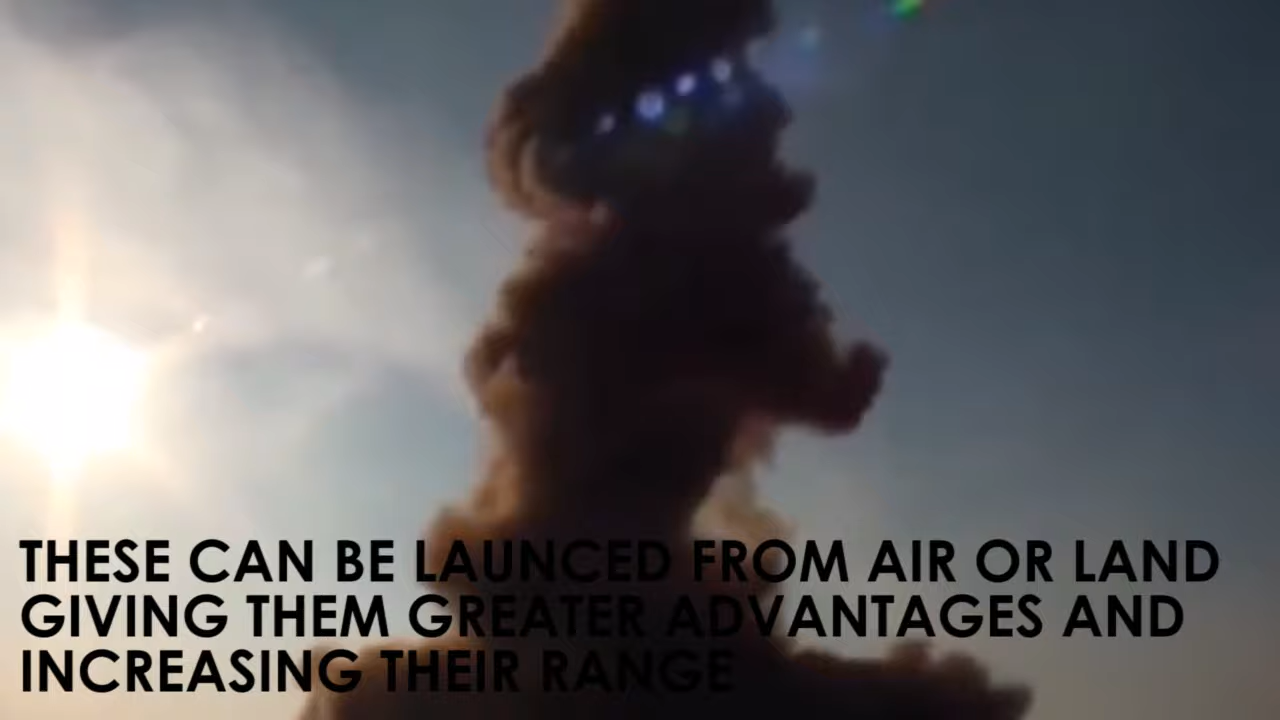 THESE CAN BE LAUNCED FROM AIR OR LAND
GIVING THEM GREATER ADVANTAGES AND
INCREASING THEIR RANGE